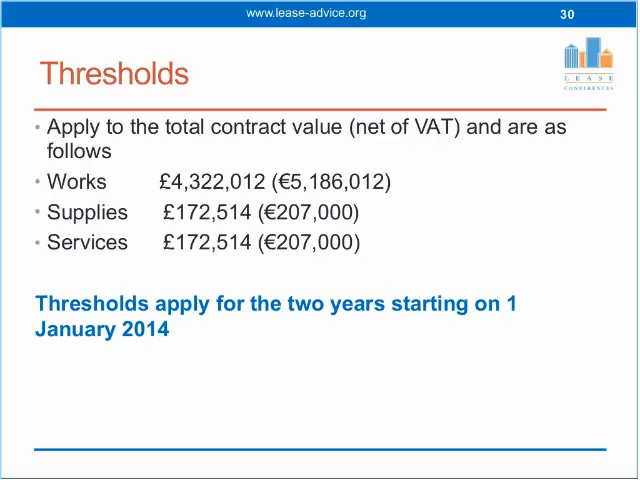 www.lease-advice.org
30
Thresholds
LEASE
CONFERENCES
• Apply to the total contract value (net of VAT) and are as
follows
• Works £4,322,012 (€5,186,012)
• Supplies £172,514 (€207,000)
• Services £172,514 (€207,000)
Thresholds apply for the two years starting on 1
January 2014